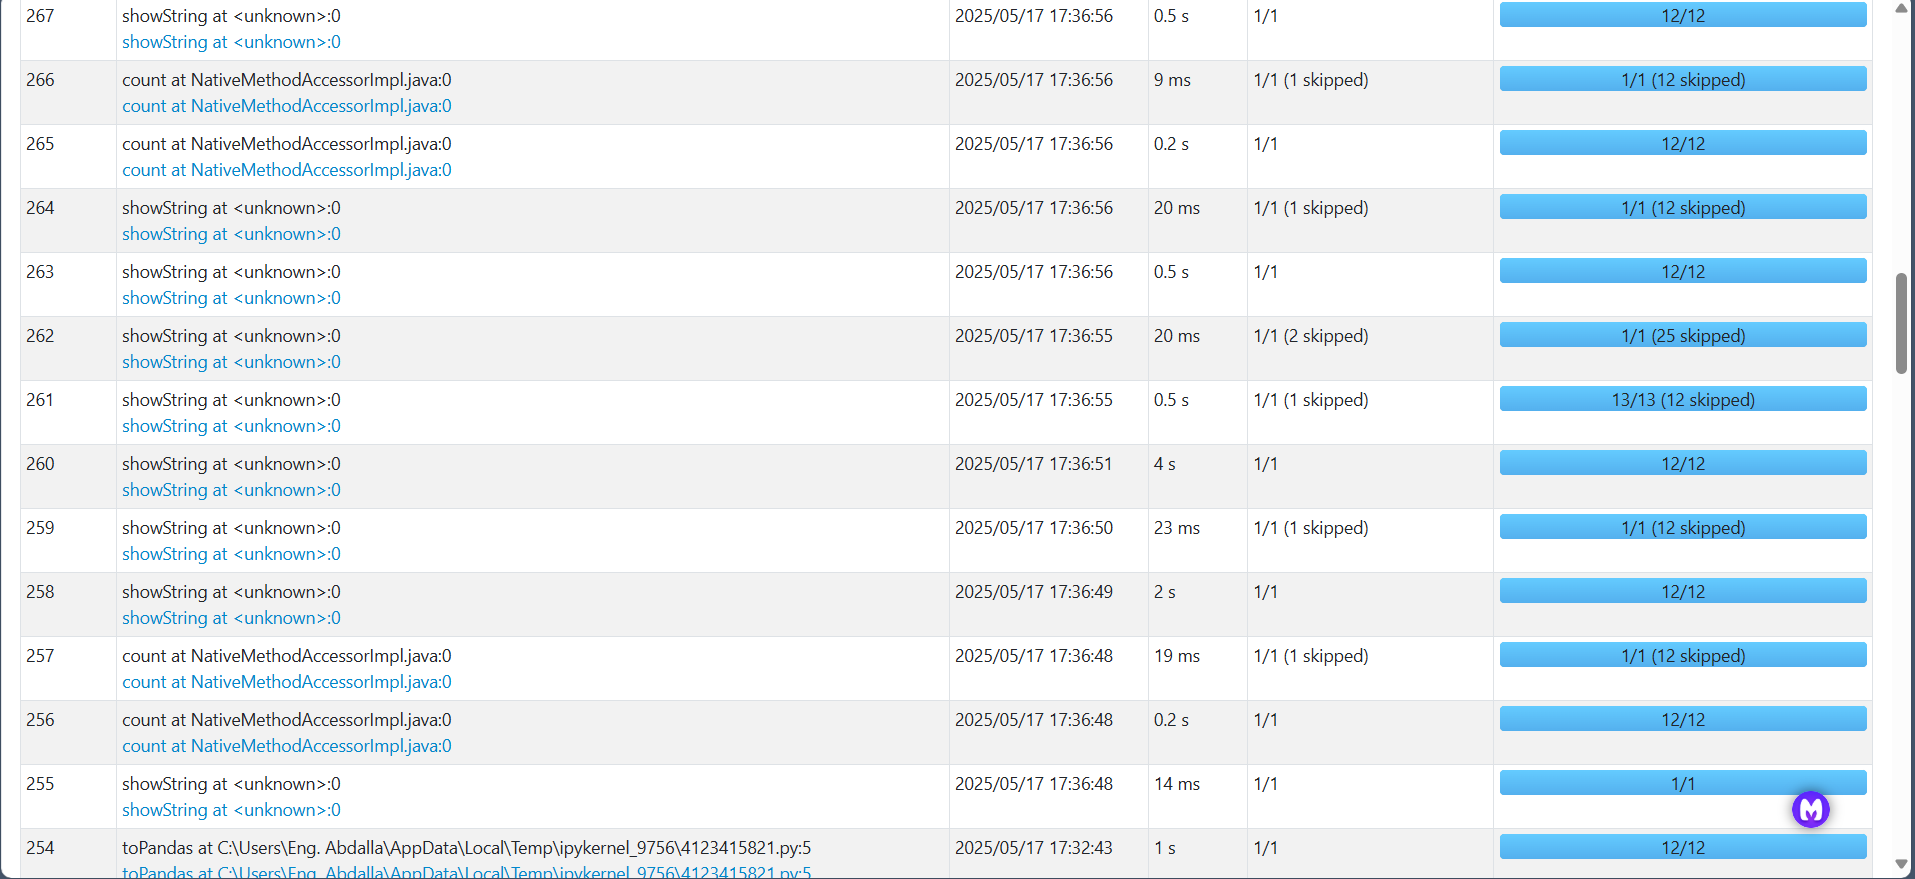 267 showString at <unknown>:0 2025/05/17 17:36:56 0.5 s 1/1 12/12
showString at <unknown>:0
266 count at NativeMethodAccessorImpl.java:0 2025/05/17 17:36:56 9 ms 1/1 (1 skipped) 1/1 (12 skipped)
count at NativeMethodAccessorImpl.java:0
265 count at NativeMethodAccessorImpl.java:0 2025/05/17 17:36:56 0.2 s 1/1 12/12
count at NativeMethodAccessorImpl.java:0
264 showString at <unknown>:0 2025/05/17 17:36:56 20 ms 1/1 (1 skipped) 1/1 (12 skipped)
showString at <unknown>:0
263 showString at <unknown>:0 2025/05/17 17:36:56 0.5 s 1/1 12/12
showString at <unknown>:0
262 showString at <unknown>:0 2025/05/17 17:36:55 20 ms 1/1 (2 skipped) 1/1 (25 skipped)
showString at <unknown>:0
261 showString at <unknown>:0 2025/05/17 17:36:55 0.5 s 1/1 (1 skipped) 13/13 (12 skipped)
showString at <unknown>:0
260 showString at <unknown>:0 2025/05/17 17:36:51 4 s 1/1 12/12
showString at <unknown>:0
259 showString at <unknown>:0 2025/05/17 17:36:50 23 ms 1/1 (1 skipped) 1/1 (12 skipped)
showString at <unknown>:0
258 showString at <unknown>:0 2025/05/17 17:36:49 2 s 1/1 12/12
showString at <unknown>:0
257 count at NativeMethodAccessorImpl.java:0 2025/05/17 17:36:48 19 ms 1/1 (1 skipped) 1/1 (12 skipped)
count at NativeMethodAccessorImpl.java:0
256 count at NativeMethodAccessorImpl.java:0 2025/05/17 17:36:48 0.2 s 1/1 12/12
count at NativeMethodAccessorImpl.java:0
255 showString at <unknown>:0 2025/05/17 17:36:48 14 ms 1/1 1/1
showString at <unknown>:0
254 toPandas at C:\Users\Eng. Abdalla\AppData\Local\Temp\ipykernel_9756\4123415821.py:5 2025/05/17 17:32:43 1 s 1/1 12/12
toPandas at C:\Users\Eng. Abdalla\AppData\Local\Temp\ipykernel_9756\4123415821.py:5